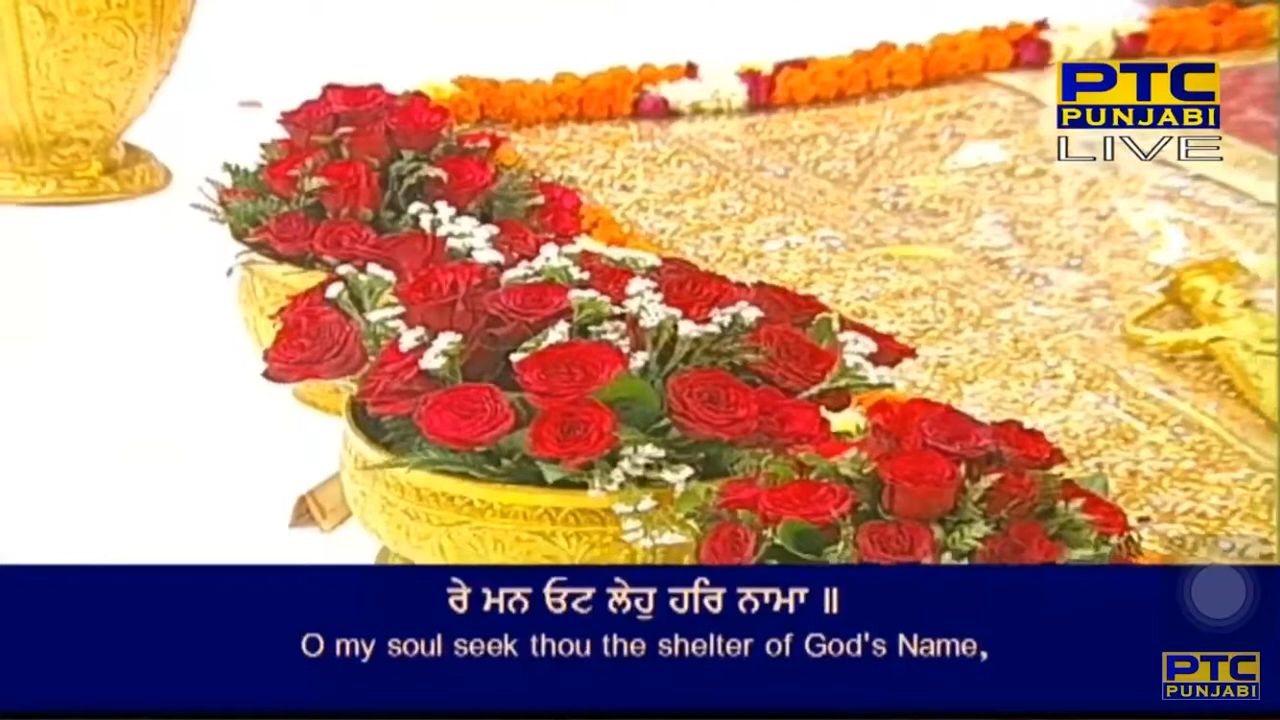 PTC
PUNJABI
LIVE
ਰੇ ਮਨ ਓਟ ਲੇਹੁ ਹਰਿ ਨਾਮਾ ॥
O my soul seek thou the shelter of God's Name,
PTC
PUNJABI